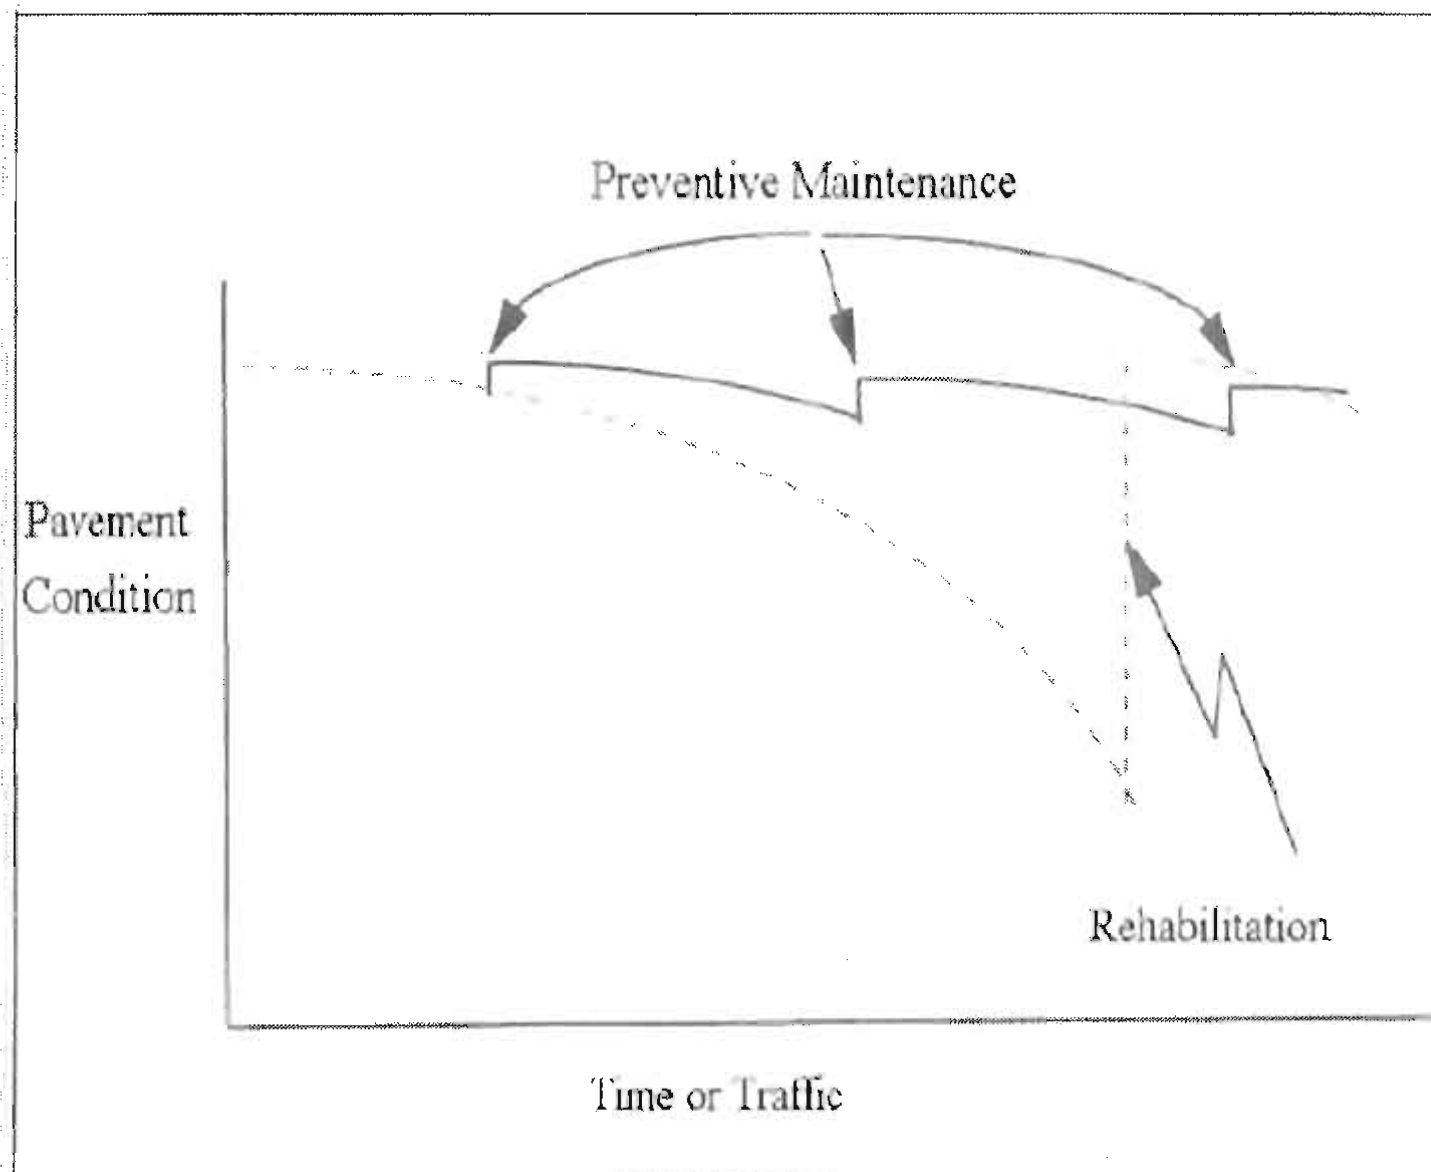 Preventive Maintenance
Pavement
Condition
Rehabilitation
Time or Traffic